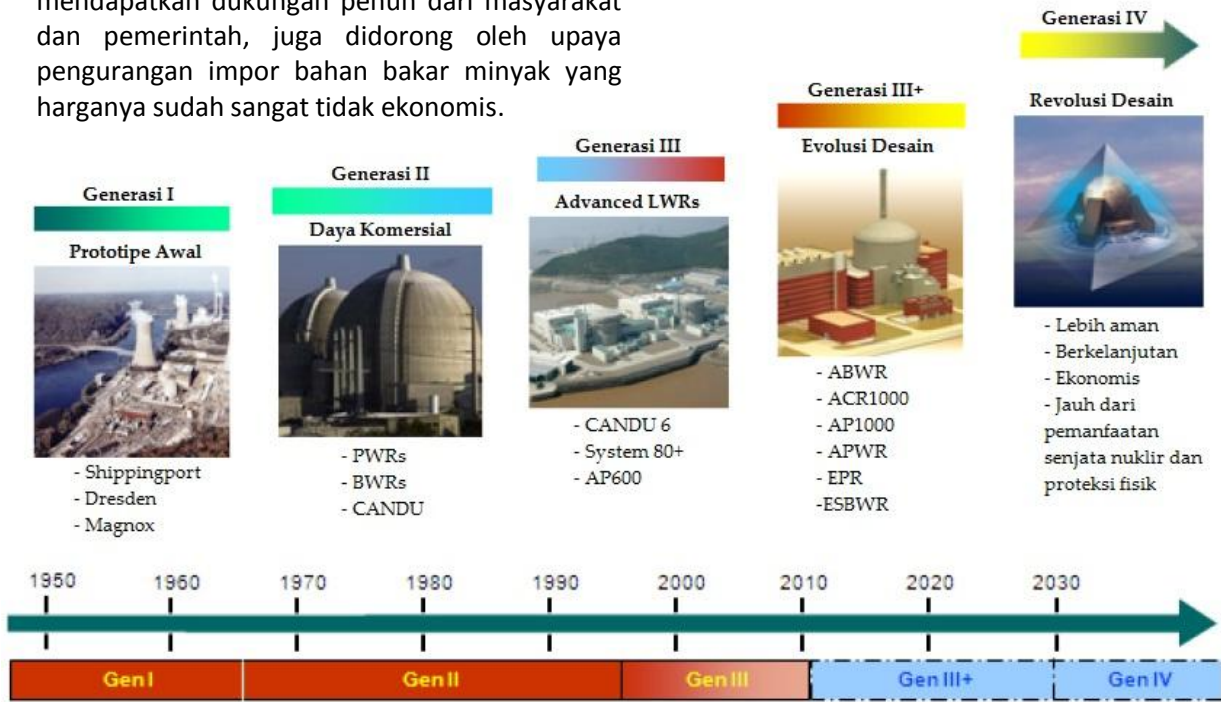 mendapatkan dukungan penuh dari masyarakat
dan pemerintah, juga didorong oleh upaya
pengurangan impor bahan bakar minyak yang
harganya sudah sangat tidak ekonomis.
Generasi I
Prototipe Awal
- Shippingport
- Dresden
- Magnox
Generasi II
Daya Komersial
- PWRs
- BWRs
- CANDU
Generasi III
Advanced LWRs
- CANDU 6
- System 80+
- AP600
Generasi III+
Evolusi Desain
- ABWR
- ACR1000
- AP1000
- APWR
- EPR
-ESBWR
Generasi IV
Revolusi Desain
- Lebih aman
- Berkelanjutan
- Ekonomis
- Jauh dari
pemanfaatan
senjata nuklir dan
proteksi fisik
1950 1960 1970 1980 1990 2000 2010 2020 2030
Gen I Gen II Gen III Gen III+ Gen IV